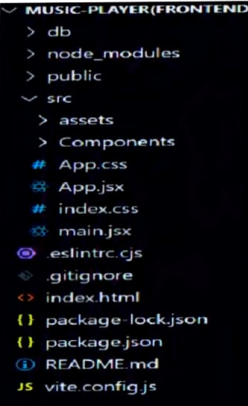 MUSIC-PLAYER(FRONTEND
db
node_modules
public
src
assets
Components
# App.css
App.jsx
# index.css
main.jsx
.eslintrc.cjs
.gitignore
<> index.html
{} package-lock.json
{} package.json
README.md
JS vite.config.js